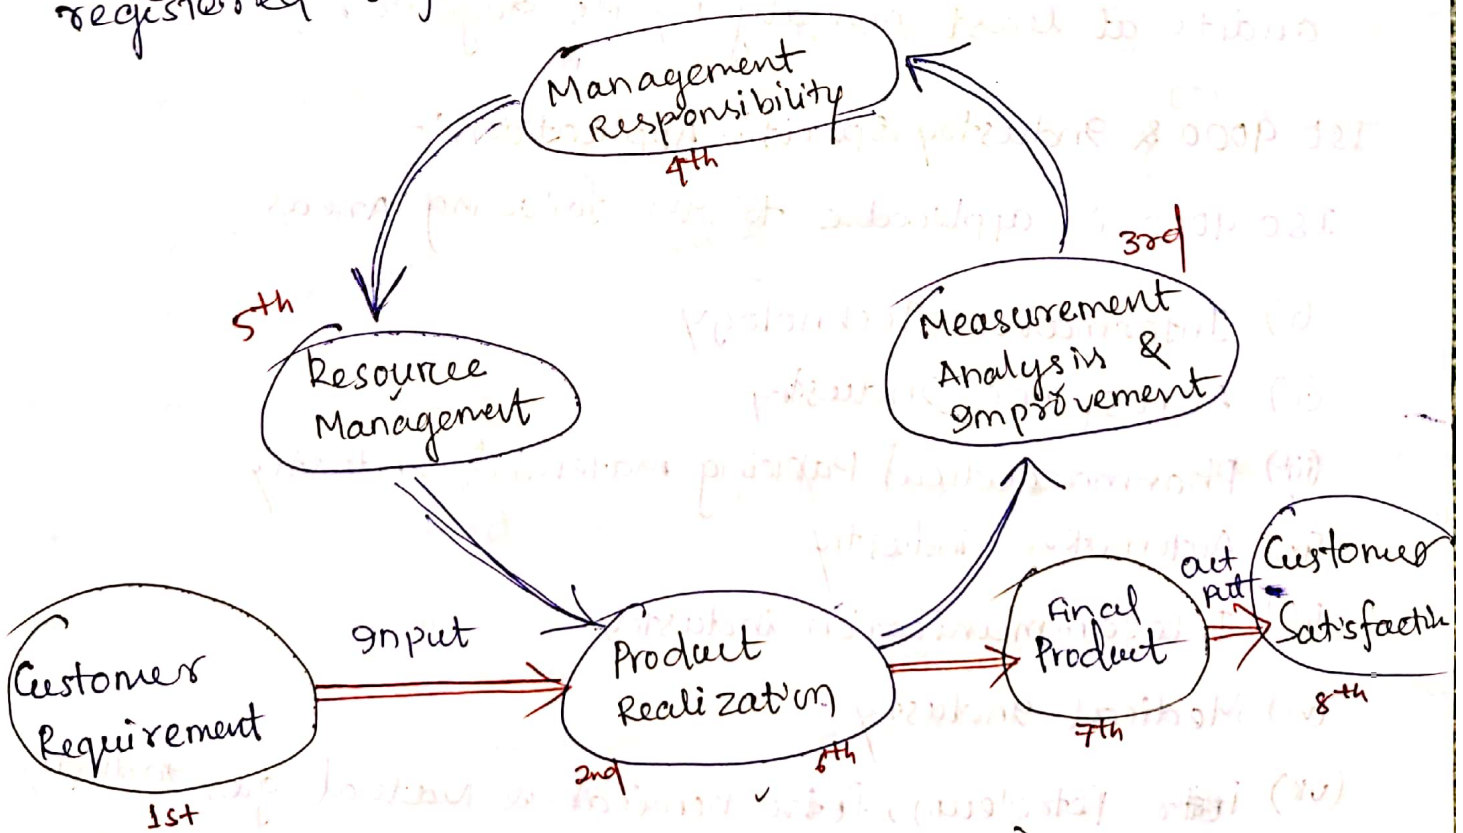 registered
Management
Responsibility
4th
3rd
5th
Measurement
Analysis &
Improvement
Resource
Management
Customer
Requirement
1st
Input
Product
Realization
2nd
6th
Final
Product
7th
out
put
Customer
Satisfaction
8th